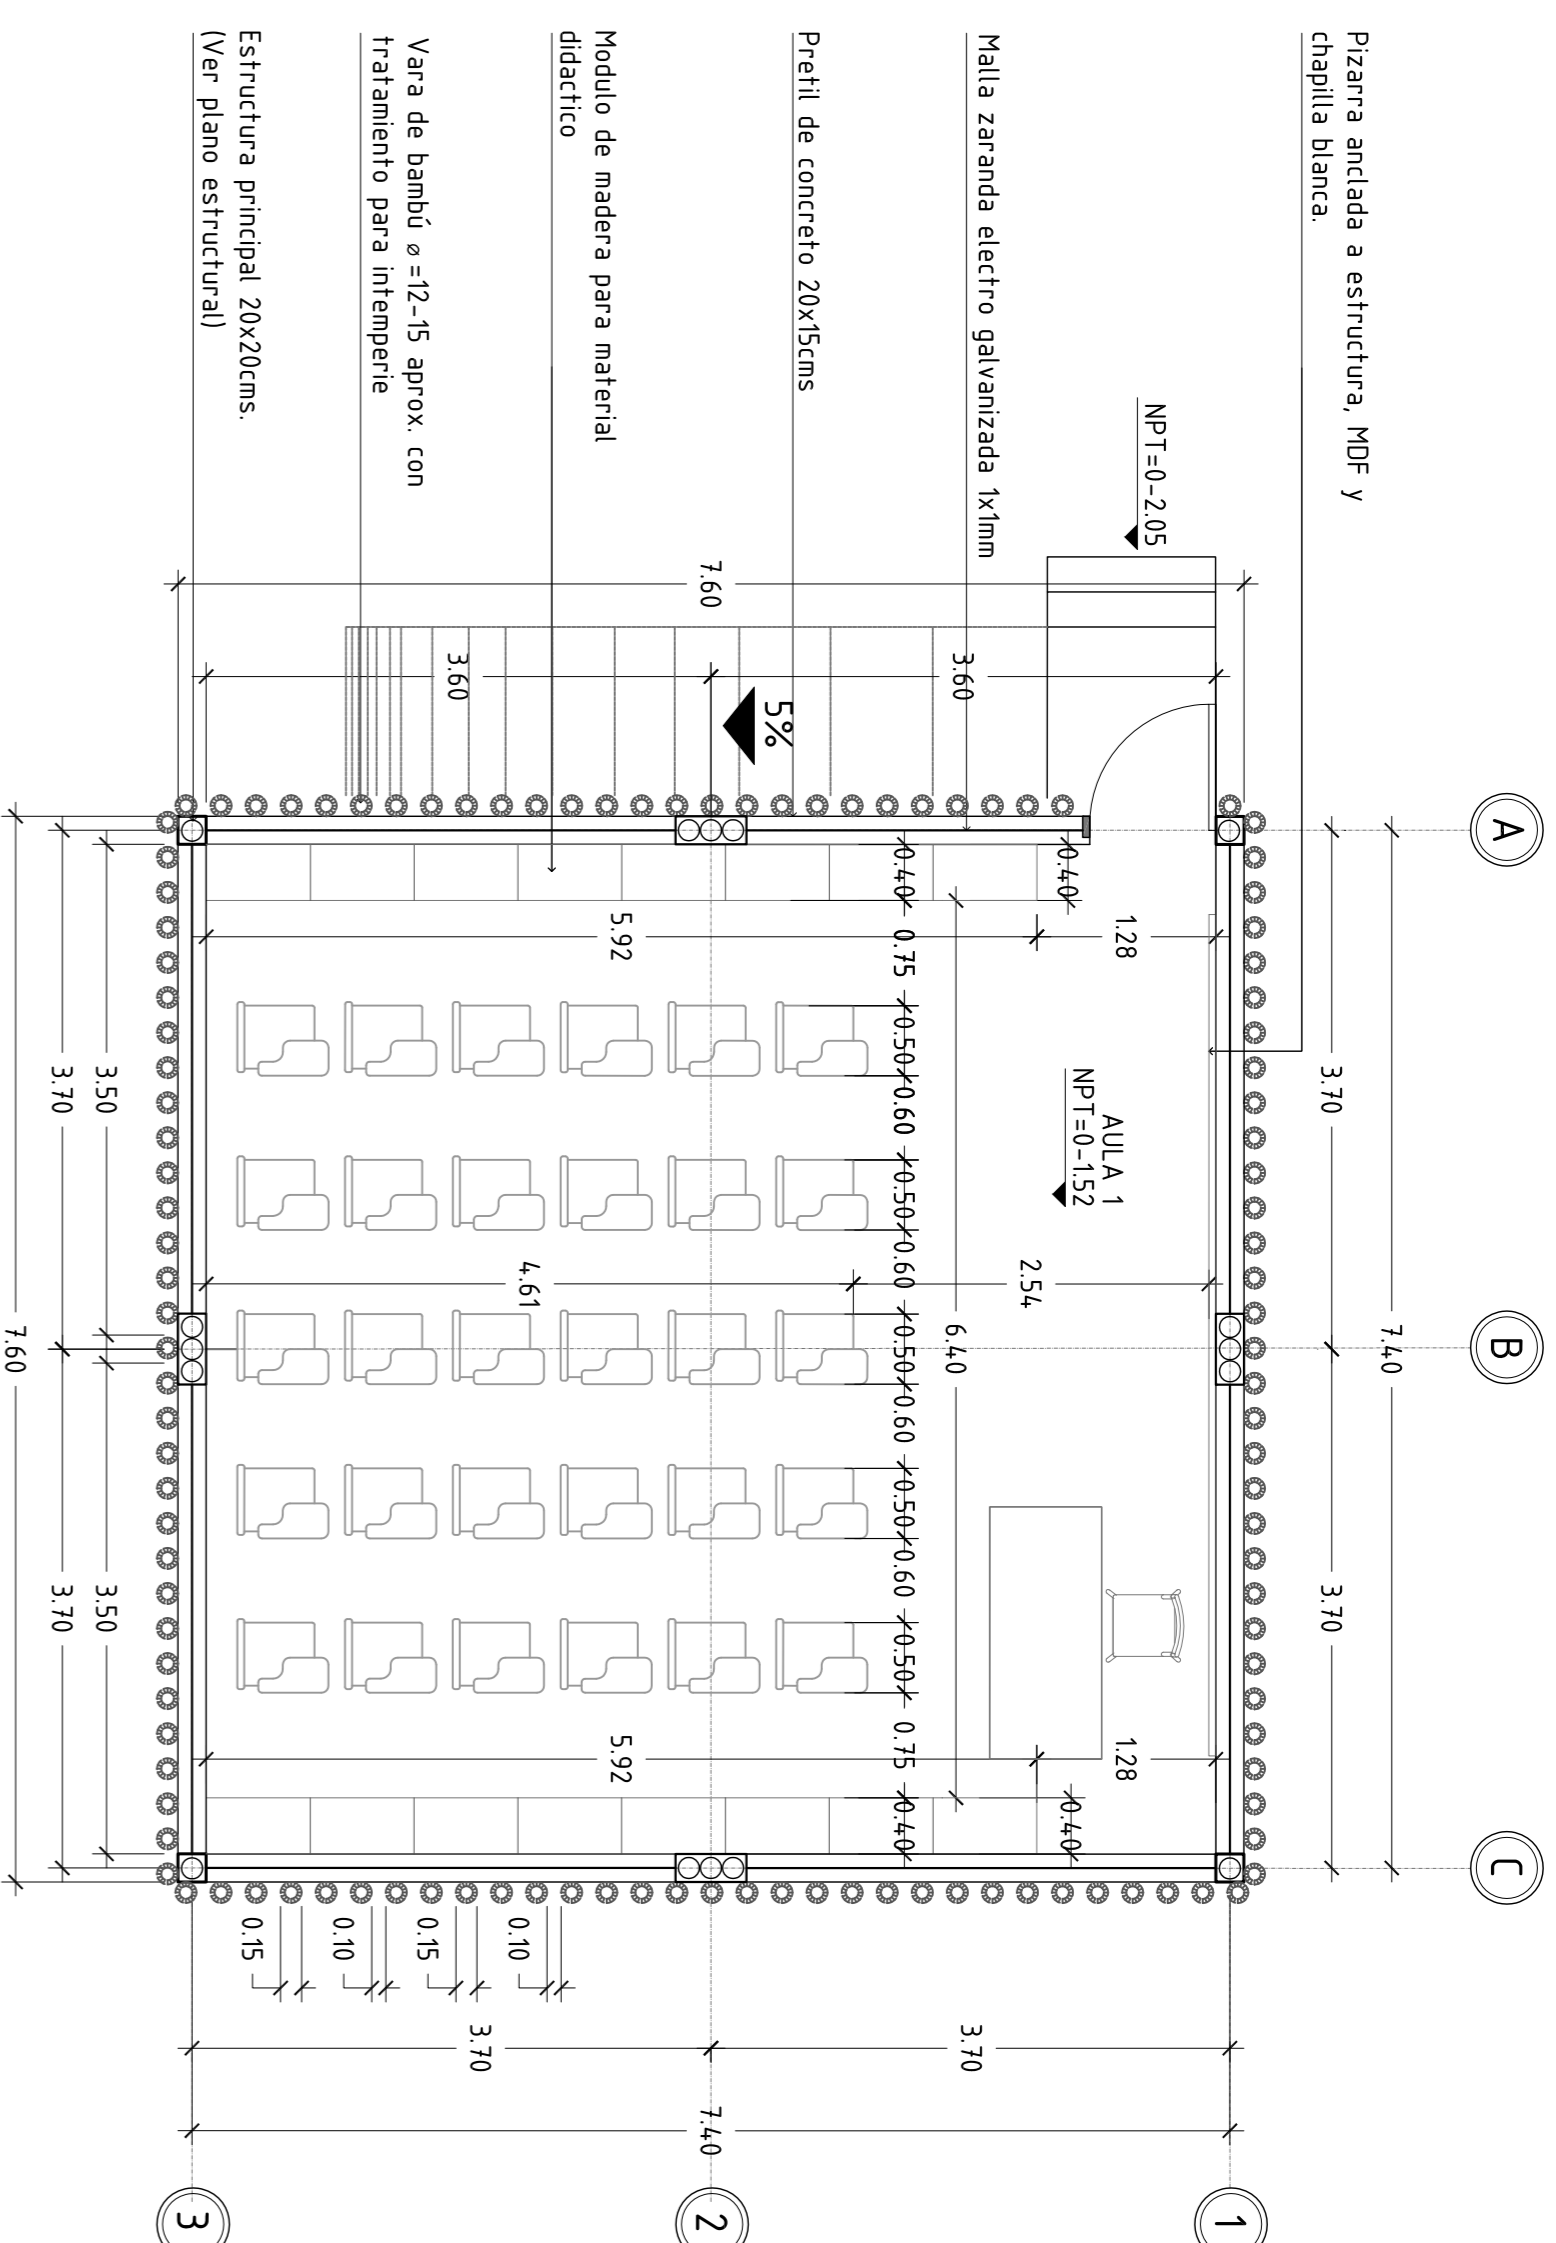 A
B
C
7.40
Pizarra anclada a estructura, MDF y
chapilla blanca.
3.70
3.70
1
NPT=0-2.05
1.28
AULA 1
NPT=0-1.52
1.28
0.40
0.40
2.54
Malla zaranda electro galvanizada 1x1mm
3.60
3.70
6.40
0.40 0.75 0.50 0.60 0.50 0.60 0.50 0.60 0.50 0.60 0.50 0.75 0.40
Pretil de concreto 20x15cms
5%
7.60
7.40
2
5.92
5.92
Modulo de madera para material
didactico
4.61
0.10
3.70
3.60
0.15
Vara de bambú ⌀ =12-15 aprox. con
tratamiento para intemperie
0.10
0.15
Estructura principal 20x20cms.
(Ver plano estructural)
3
3.50
3.50
3.70
3.70
7.60